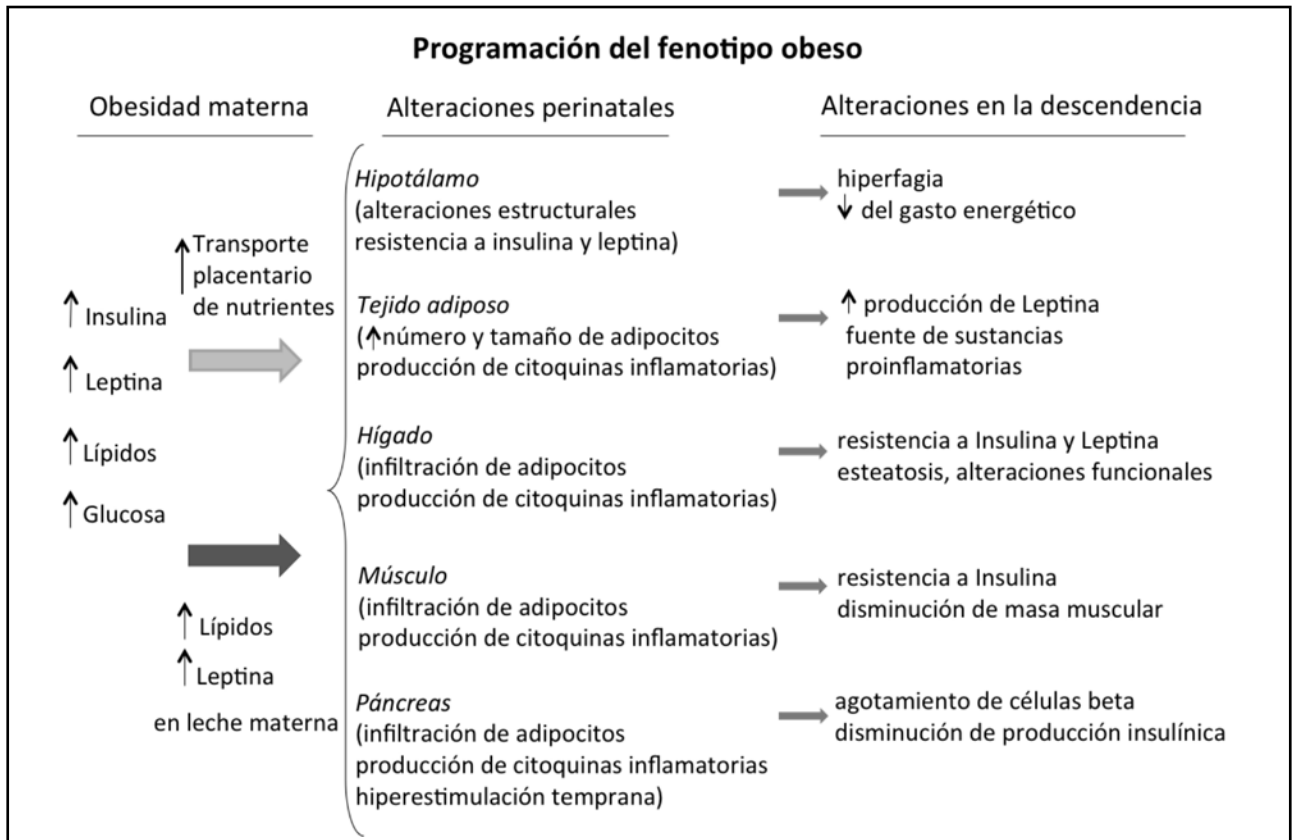 Programación del fenotipo obeso
Obesidad materna
Alteraciones perinatales
Alteraciones en la descendencia
↑ Insulina
↑ Leptina
↑ Lípidos
↑ Glucosa
↑ Transporte
placentario
de nutrientes
↑ Lípidos
↑ Leptina
en leche materna
Hipotálamo
(alteraciones estructurales
resistencia a insulina y leptina)
hiperfagia
↓ del gasto energético
Tejido adiposo
(↑número y tamaño de adipocitos
producción de citoquinas inflamatorias)
↑ producción de Leptina
fuente de sustancias
proinflamatorias
Hígado
(infiltración de adipocitos
producción de citoquinas inflamatorias)
resistencia a Insulina y Leptina
esteatosis, alteraciones funcionales
Músculo
(infiltración de adipocitos
producción de citoquinas inflamatorias)
resistencia a Insulina
disminución de masa muscular
Páncreas
(infiltración de adipocitos
producción de citoquinas inflamatorias
hiperestimulación temprana)
agotamiento de células beta
disminución de producción insulínica